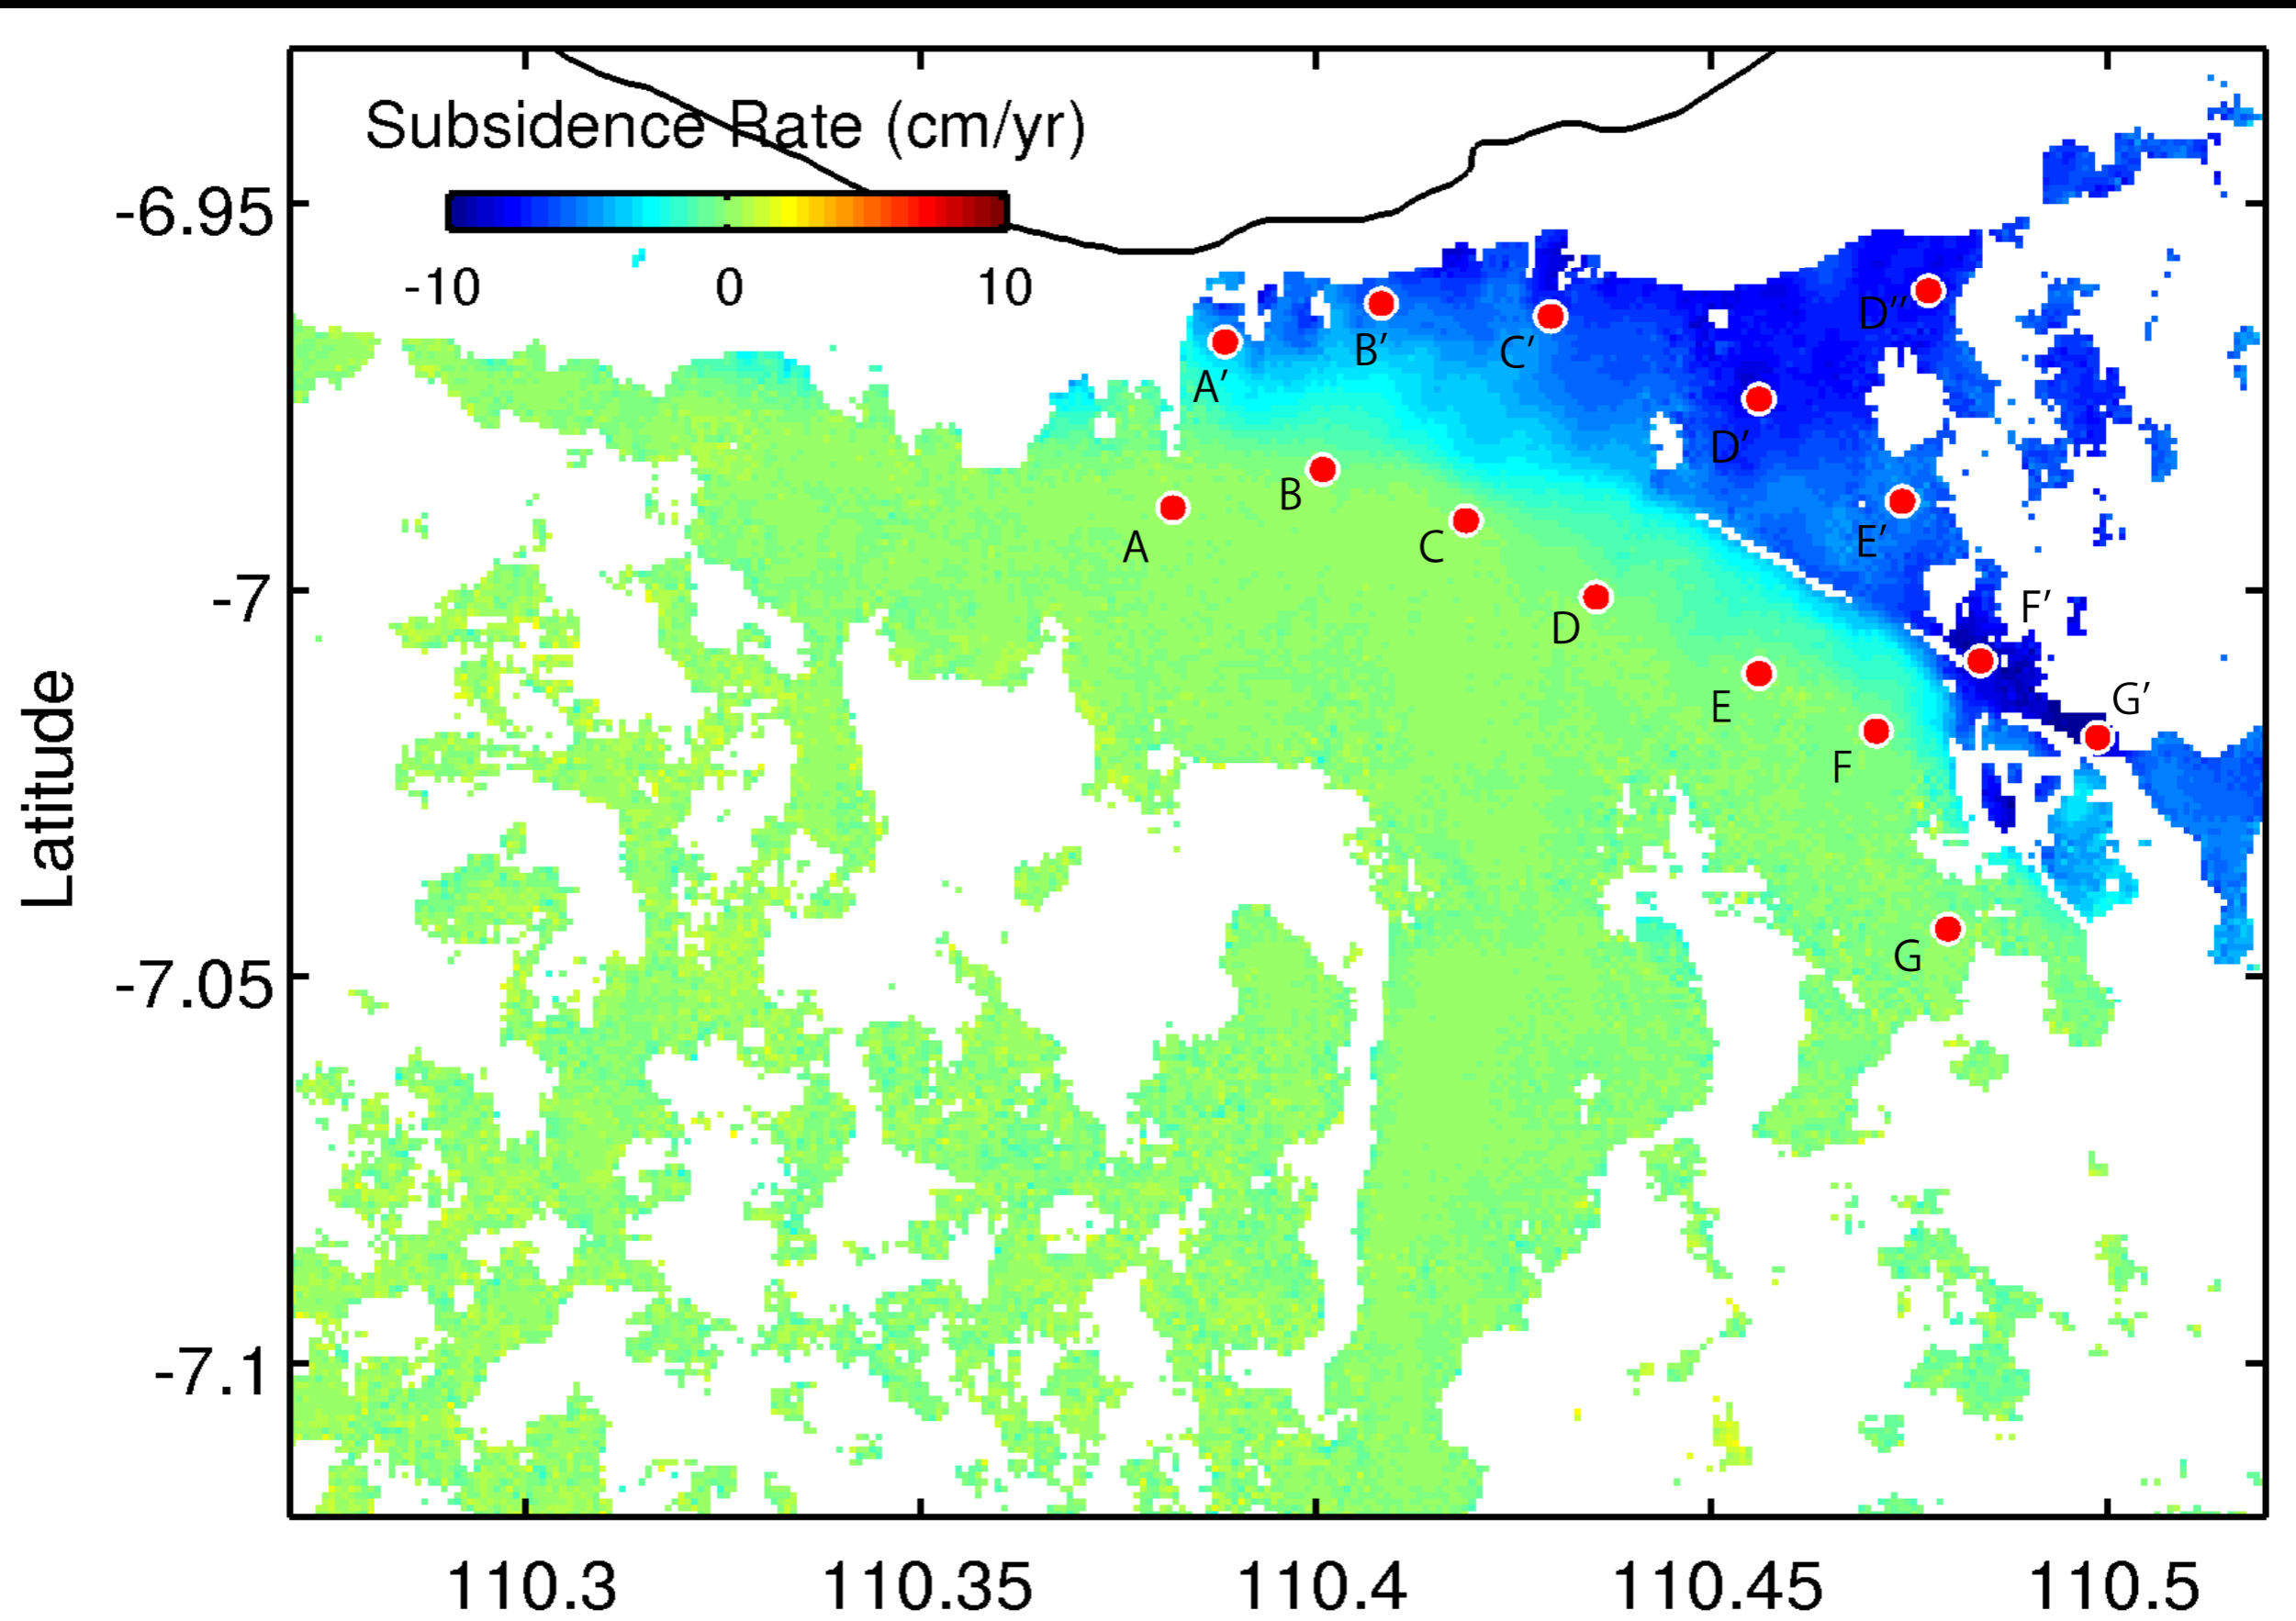 Subsidence Rate (cm/yr)
-10 0 10
-6.95
-7
-7.05
-7.1
Latitude
110.3 110.35 110.4 110.45 110.5
A′
B′
C′
D″
D′
E′
F′
G′
A
B
C
D
E
F
G